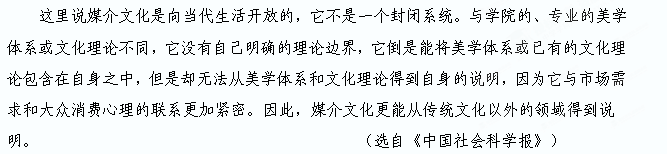 这里说媒介文化是向当代生活开放的，它不是一个封闭系统。与学院的、专业的美学
体系或文化理论不同，它没有自己明确的理论边界，它倒是能将美学体系或已有的文化理
论包含在自身之中，但是却无法从美学体系和文化理论得到自身的说明，因为它与市场需
求和大众消费心理的联系更加紧密。因此，媒介文化更能从传统文化以外的领域得到说
明。 （选自《中国社会科学报》）